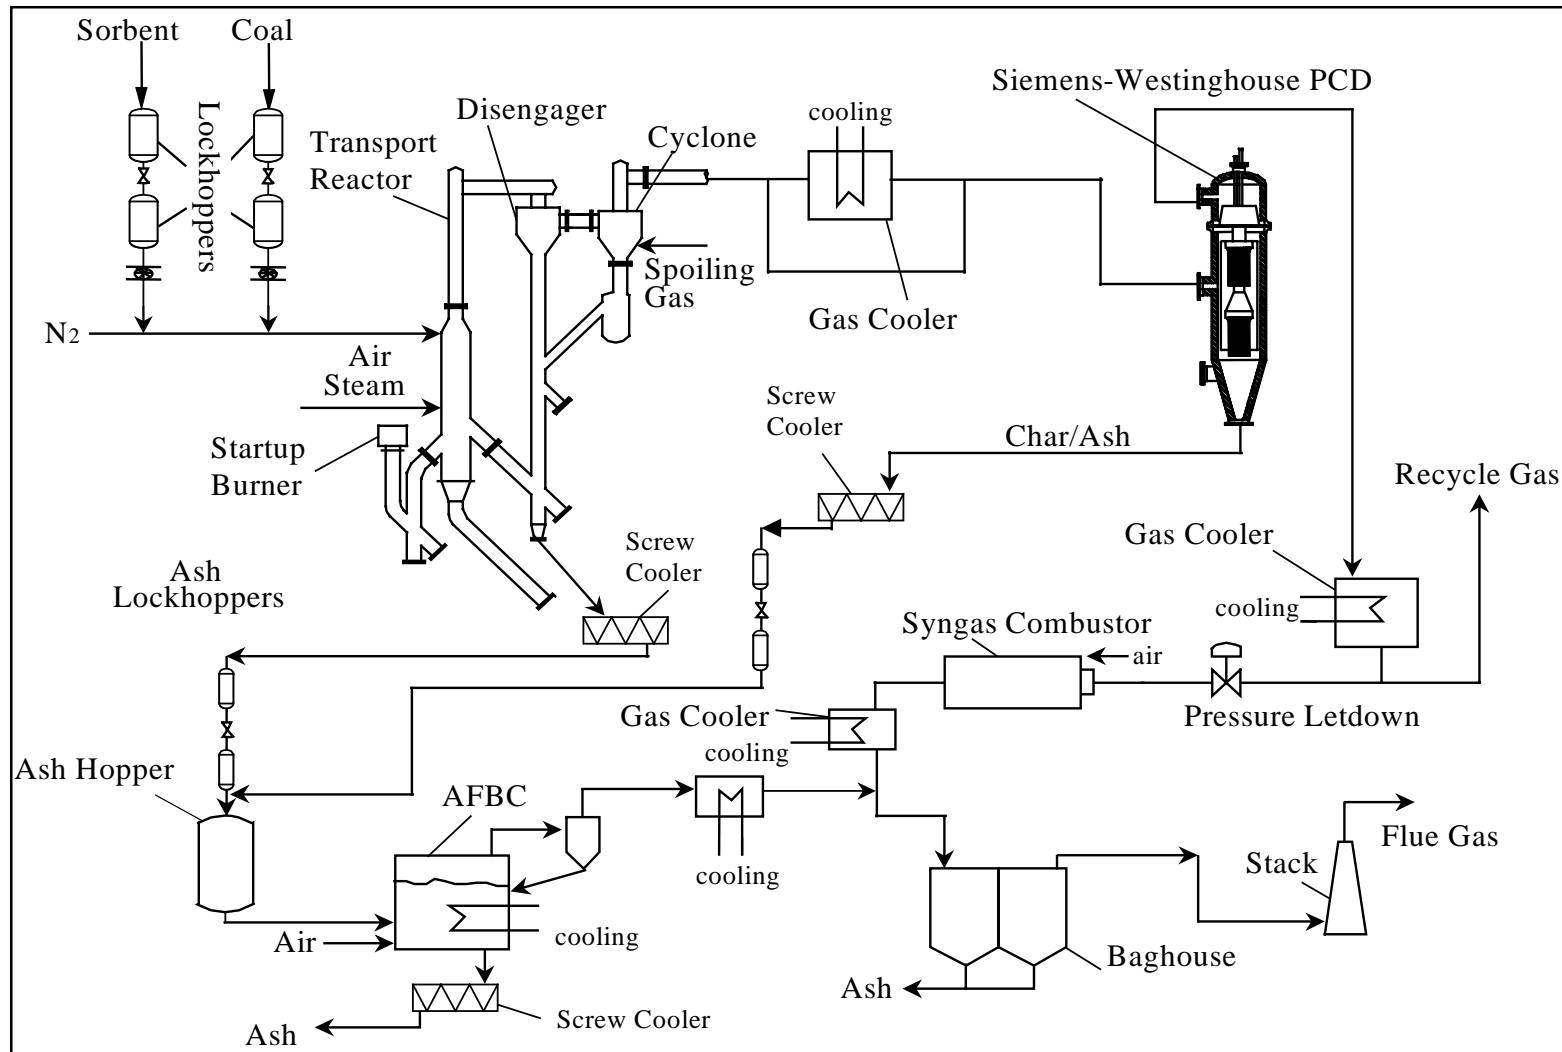 Sorbent
Coal
Lockhoppers
Siemens-Westinghouse PCD
Disengager
cooling
Cyclone
Transport
Reactor
Spoiling
Gas
Gas Cooler
N2
Air
Steam
Screw
Cooler
Startup
Burner
Char/Ash
Recycle Gas
Gas Cooler
Screw
Cooler
Ash
Lockhoppers
cooling
Syngas Combustor
air
Gas Cooler
Pressure Letdown
cooling
Ash Hopper
AFBC
Flue Gas
Stack
cooling
Air
cooling
Baghouse
Ash
Screw Cooler
Ash